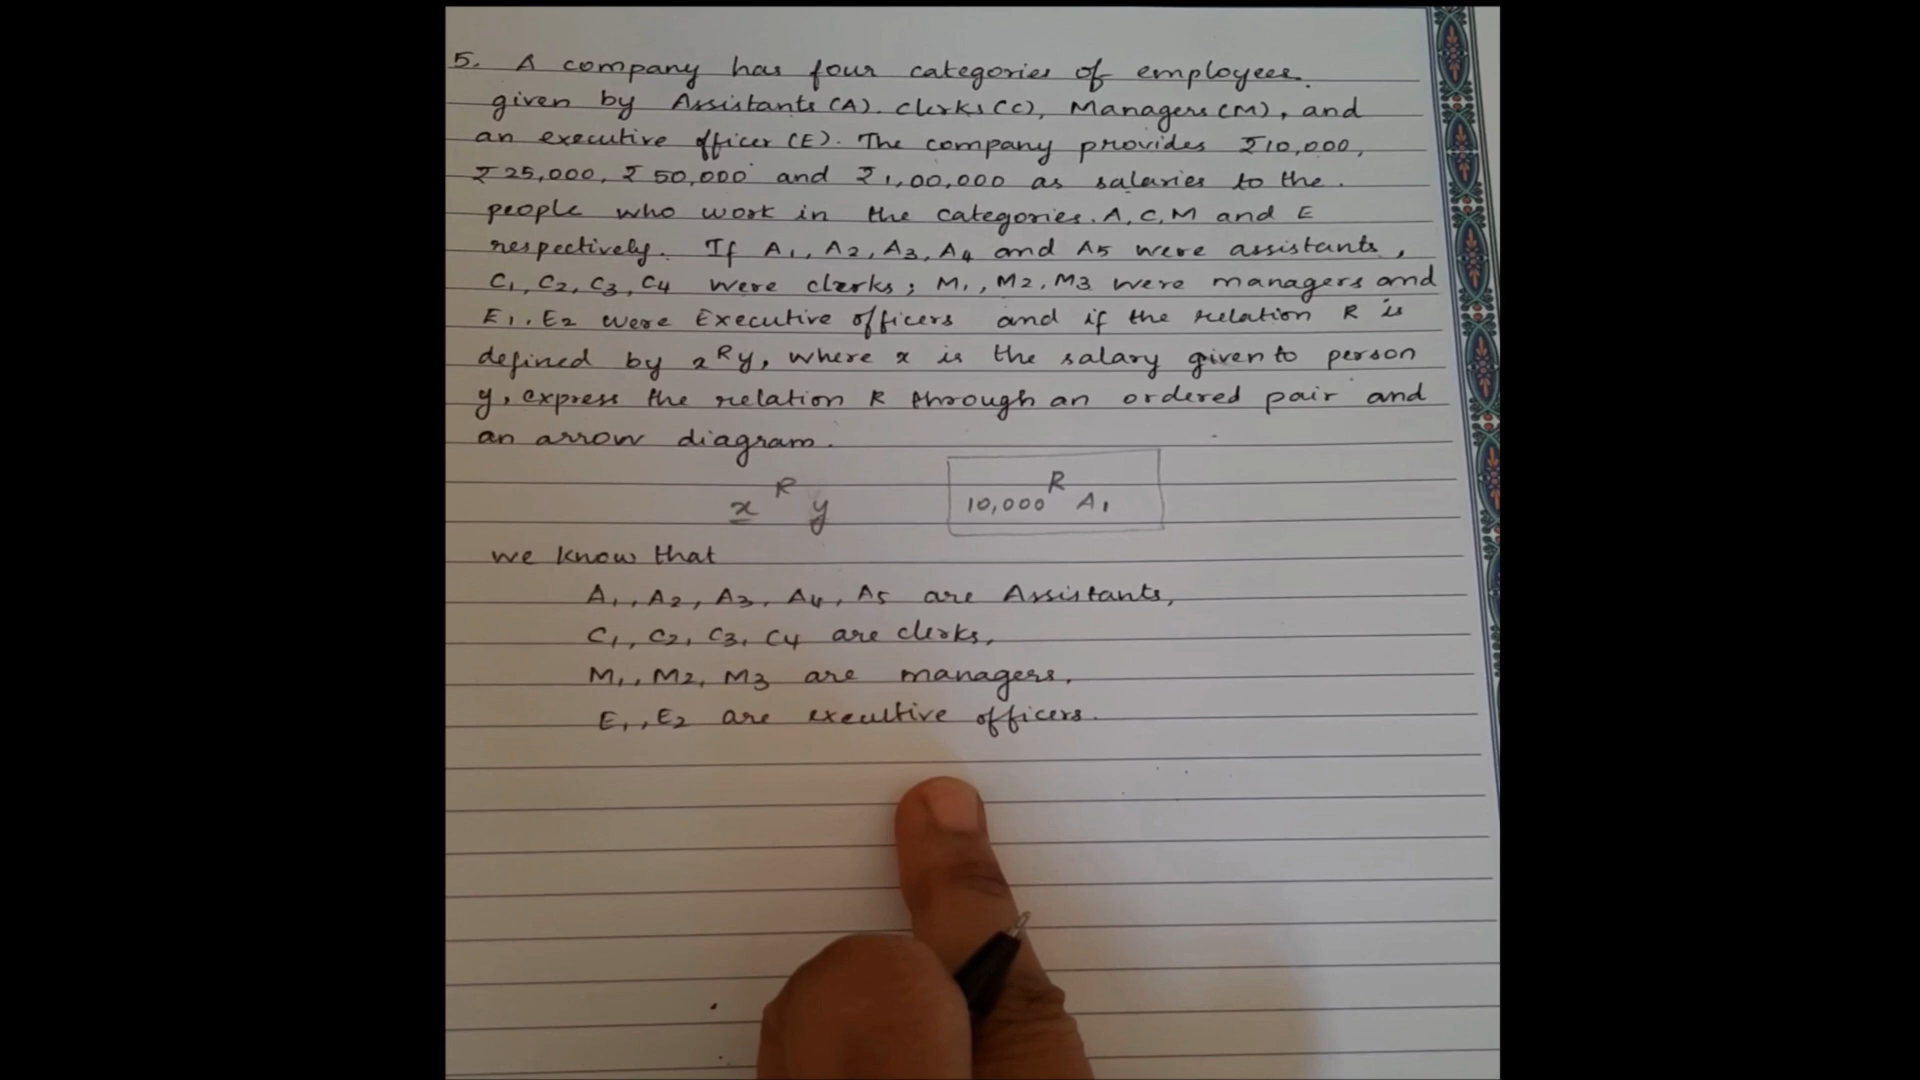 5. A company has four categories of employees.
given by Assistants (A). clerks (C), Managers (M), and
an executive officer (E). The company provides ₹10,000,
₹25,000, ₹50,000 and ₹1,00,000 as salaries to the.
people who work in the categories. A, C, M and E
respectively. If A1, A2, A3, A4 and A5 were assistants,
C1, C2, C3, C4 were clerks; M1, M2, M3 were managers and
E1, E2 were Executive officers and if the relation R is
defined by xRy, where x is the salary given to person
y, express the relation R through an ordered pair and
an arrow diagram.
x R y 10,000 R A1
we know that
A1, A2, A3, A4, A5 are Assistants,
C1, C2, C3, C4 are clerks,
M1, M2, M3 are managers,
E1, E2 are exeultive officers.